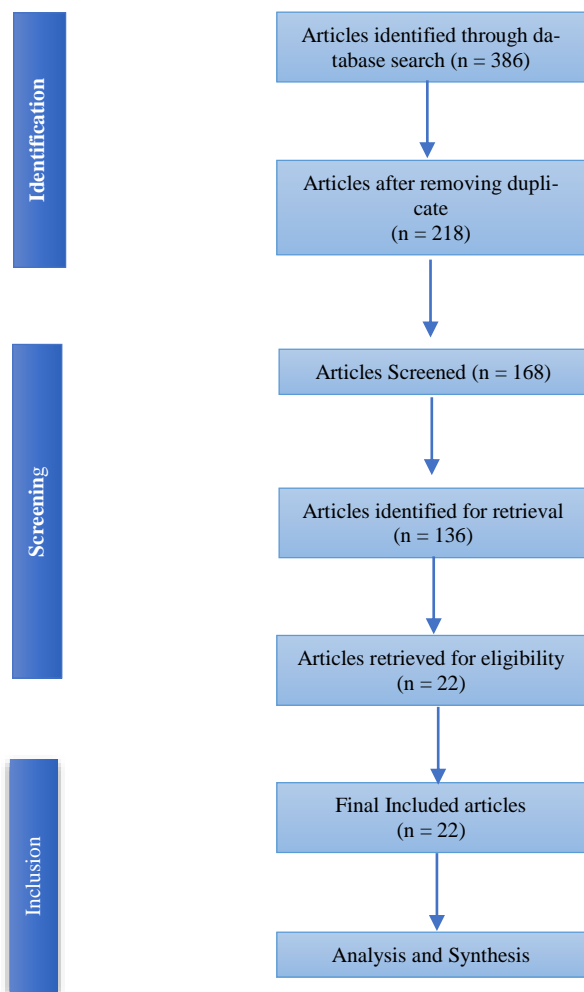 Identification
Articles identified through da-
tabase search (n = 386)
Articles after removing dupli-
cate
(n = 218)
Screening
Articles Screened (n = 168)
Articles identified for retrieval
(n = 136)
Articles retrieved for eligibility
(n = 22)
Inclusion
Final Included articles
(n = 22)
Analysis and Synthesis